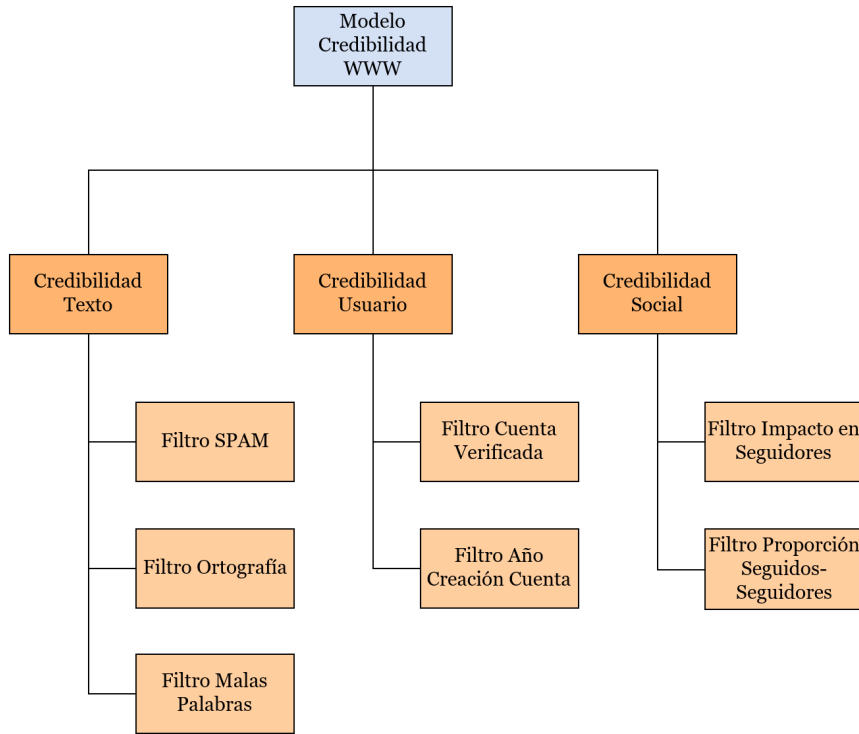 Modelo
Credibilidad
WWW
Credibilidad
Texto
Credibilidad
Usuario
Credibilidad
Social
Filtro SPAM
Filtro Cuenta
Verificada
Filtro Impacto en
Seguidores
Filtro Ortografía
Filtro Año
Creación Cuenta
Filtro Proporción
Seguidos-
Seguidores
Filtro Malas
Palabras